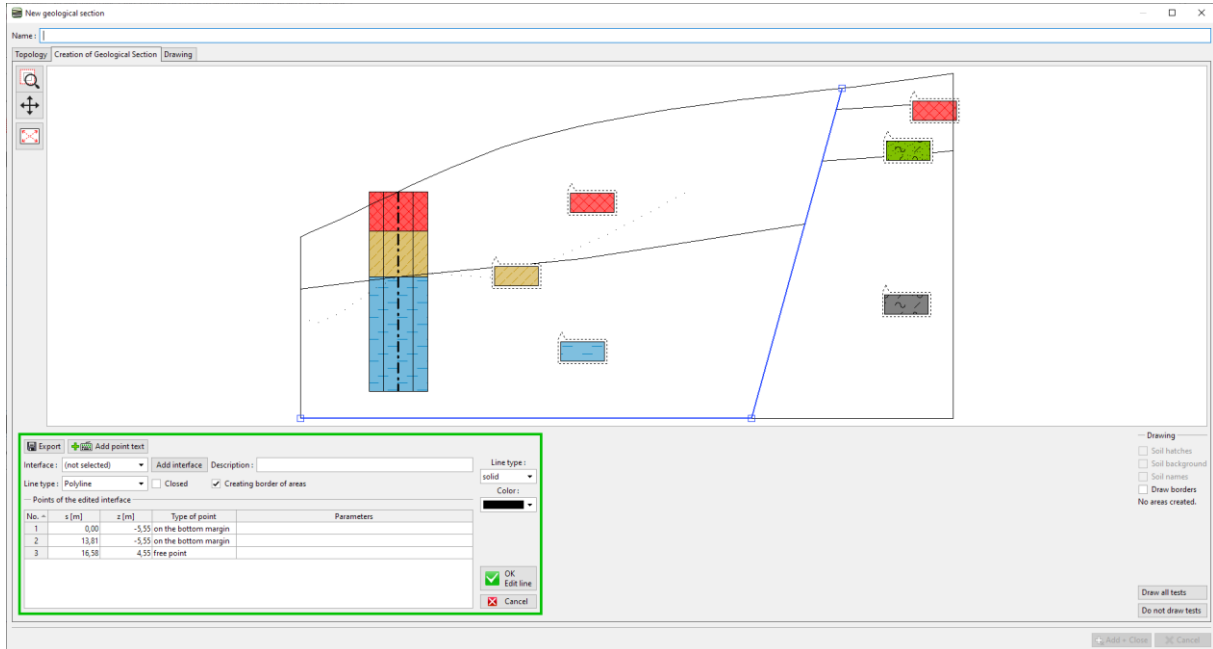 New geological section
Name :
Topology Creation of Geological Section Drawing
Export Add point text
Interface : (not selected) Add interface Description :
Line type : Polyline Closed Creating border of areas
Line type :
solid
Color :
Points of the edited interface
No. s [m] z [m] Type of point Parameters
1 0,00 -5,55 on the bottom margin
2 13,81 -5,55 on the bottom margin
3 16,58 4,55 free point
OK
Edit line
Cancel
Drawing
Soil hatches
Soil background
Soil names
Draw borders
No areas created.
Draw all tests
Do not draw tests
Add + Close Cancel